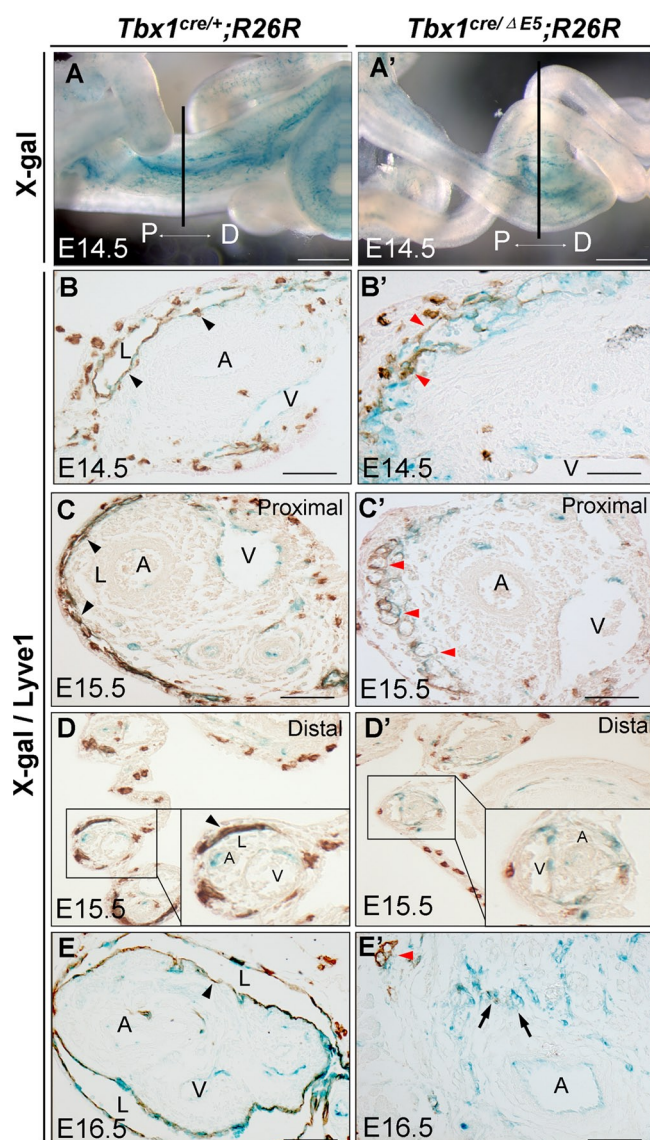 Tbx1cre/+;R26R
Tbx1cre/ΔE5;R26R
X-gal
A
P D
E14.5
A'
P D
E14.5
X-gal / Lyve1
B
L
A
V
E14.5
B'
V
E14.5
C
Proximal
L
A
V
E15.5
C'
Proximal
A
V
E15.5
D
Distal
L
A
V
E15.5
D'
Distal
A
V
E15.5
E
L
A
V
L
E16.5
E'
A
E16.5